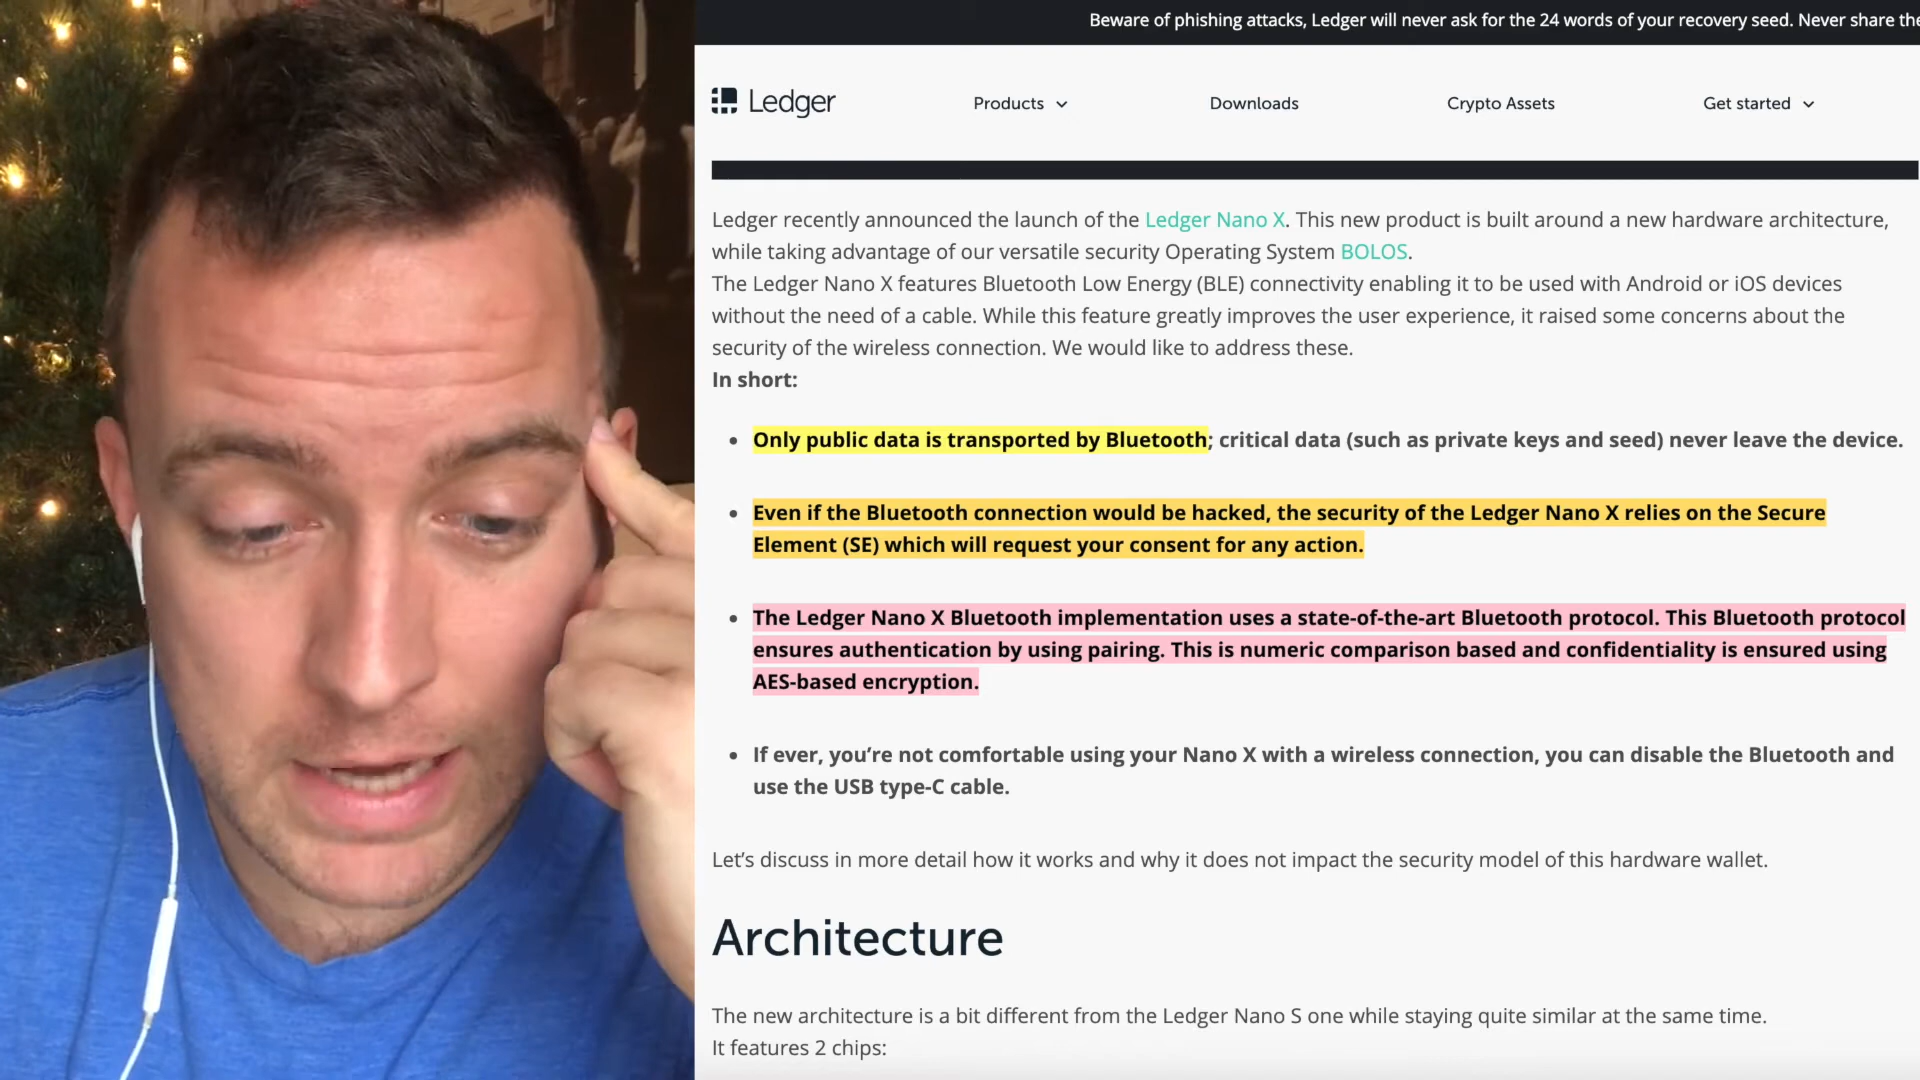 Beware of phishing attacks, Ledger will never ask for the 24 words of your recovery seed. Never share the
Ledger
Products
Downloads
Crypto Assets
Get started
Ledger recently announced the launch of the Ledger Nano X. This new product is built around a new hardware architecture,
while taking advantage of our versatile security Operating System BOLOS.
The Ledger Nano X features Bluetooth Low Energy (BLE) connectivity enabling it to be used with Android or iOS devices
without the need of a cable. While this feature greatly improves the user experience, it raised some concerns about the
security of the wireless connection. We would like to address these.
In short:
• Only public data is transported by Bluetooth; critical data (such as private keys and seed) never leave the device.
• Even if the Bluetooth connection would be hacked, the security of the Ledger Nano X relies on the Secure
Element (SE) which will request your consent for any action.
• The Ledger Nano X Bluetooth implementation uses a state-of-the-art Bluetooth protocol. This Bluetooth protocol
ensures authentication by using pairing. This is numeric comparison based and confidentiality is ensured using
AES-based encryption.
• If ever, you’re not comfortable using your Nano X with a wireless connection, you can disable the Bluetooth and
use the USB type-C cable.
Let’s discuss in more detail how it works and why it does not impact the security model of this hardware wallet.
Architecture
The new architecture is a bit different from the Ledger Nano S one while staying quite similar at the same time.
It features 2 chips: